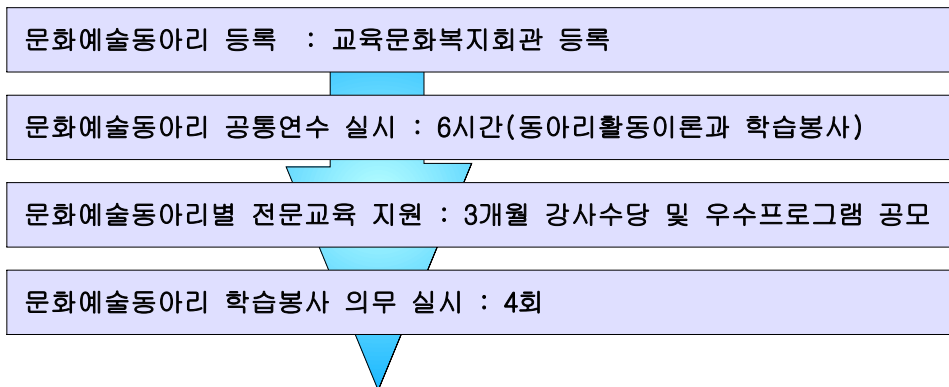 문화예술동아리 등록 : 교육문화복지회관 등록
문화예술동아리 공통연수 실시 : 6시간(동아리활동이론과 학습봉사)
문화예술동아리별 전문교육 지원 : 3개월 강사수당 및 우수프로그램 공모
문화예술동아리 학습봉사 의무 실시 : 4회